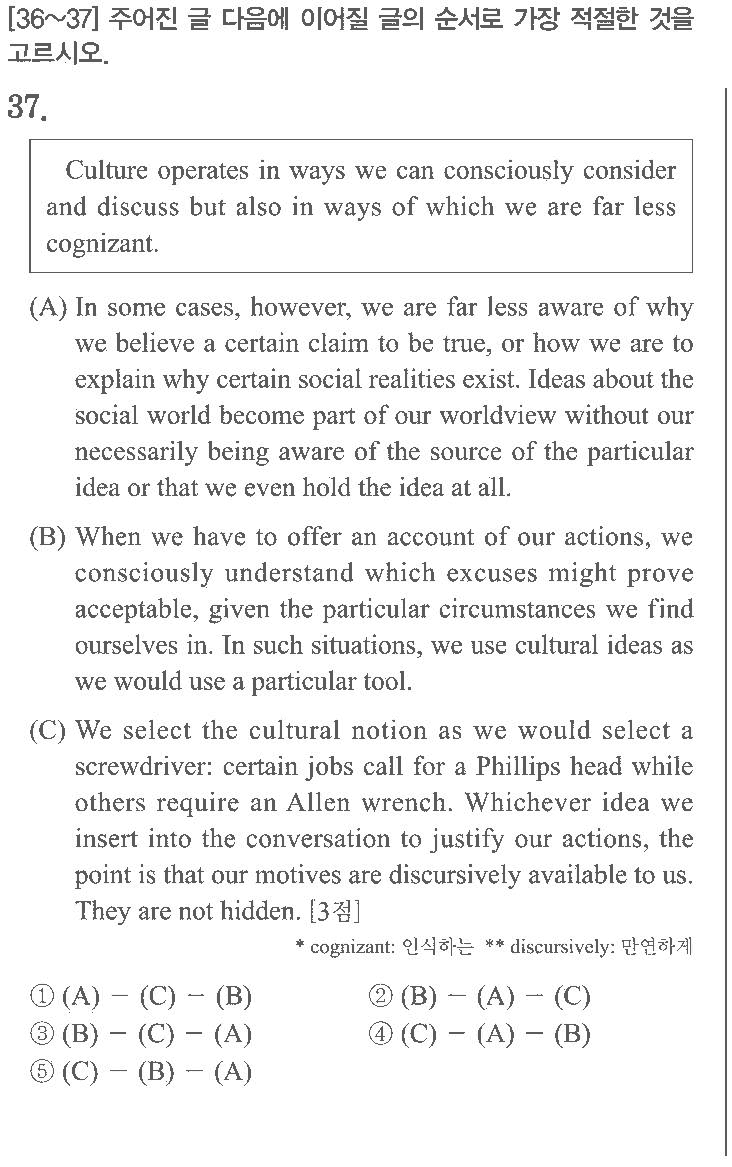 [36~37] 주어진 글 다음에 이어질 글의 순서로 가장 적절한 것을
고르시오.
37.
Culture operates in ways we can consciously consider
and discuss but also in ways of which we are far less
cognizant.
(A) In some cases, however, we are far less aware of why
we believe a certain claim to be true, or how we are to
explain why certain social realities exist. Ideas about the
social world become part of our worldview without our
necessarily being aware of the source of the particular
idea or that we even hold the idea at all.
(B) When we have to offer an account of our actions, we
consciously understand which excuses might prove
acceptable, given the particular circumstances we find
ourselves in. In such situations, we use cultural ideas as
we would use a particular tool.
(C) We select the cultural notion as we would select a
screwdriver: certain jobs call for a Phillips head while
others require an Allen wrench. Whichever idea we
insert into the conversation to justify our actions, the
point is that our motives are discursively available to us.
They are not hidden. [3점]
* cognizant: 인식하는 ** discursively: 만연하게
① (A) - (C) - (B) ② (B) - (A) - (C)
③ (B) - (C) - (A) ④ (C) - (A) - (B)
⑤ (C) - (B) - (A)